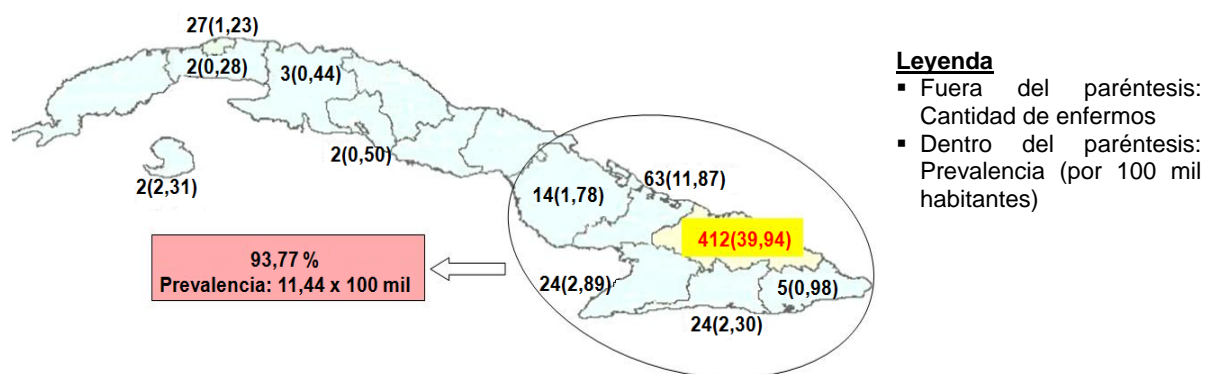 27(1,23)
2(0,28)
3(0,44)
2(0,50)
2(2,31)
14(1,78)
63(11,87)
412(39,94)
24(2,89)
5(0,98)
24(2,30)
93,77 %
Prevalencia: 11,44 x 100 mil
Leyenda
▪ Fuera del paréntesis:
Cantidad de enfermos
▪ Dentro del paréntesis:
Prevalencia (por 100 mil
habitantes)